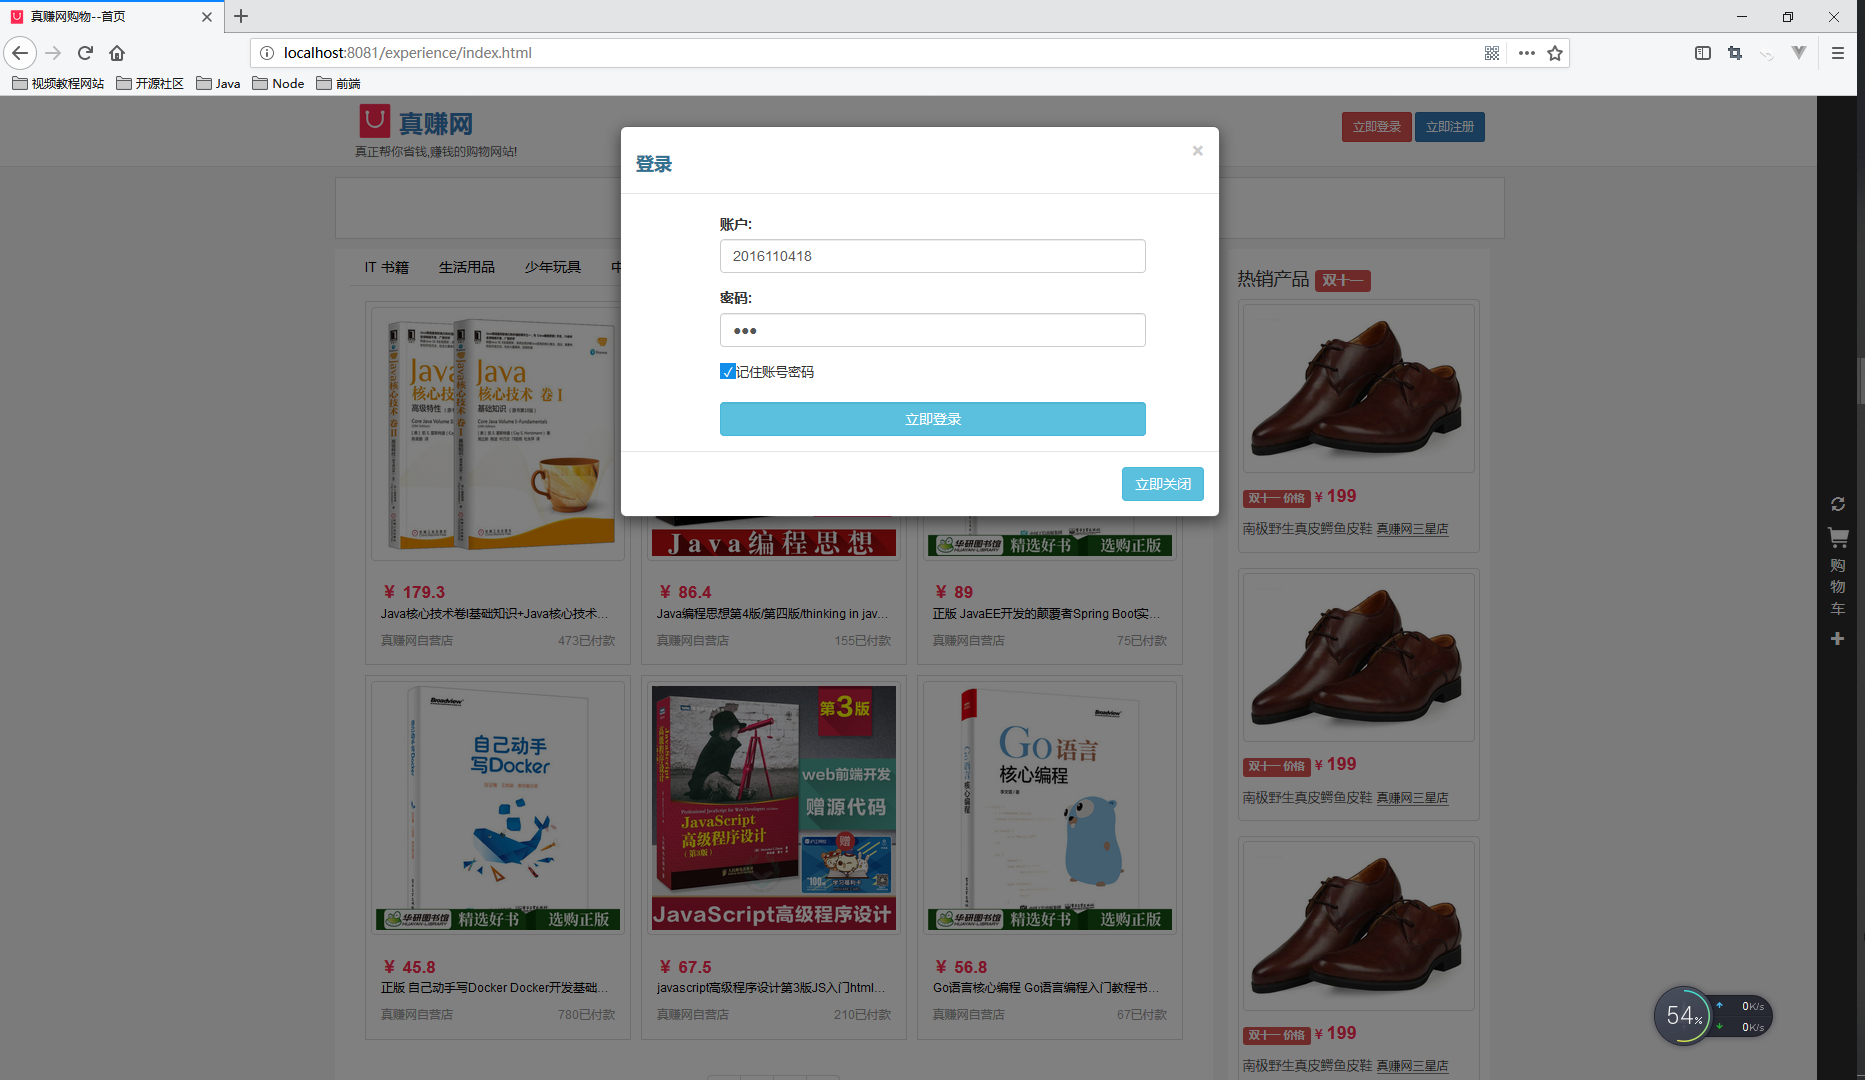 真赚网购物--首页
localhost:8081/experience/index.html
视频教程网站 开源社区 Java Node 前端
真赚网
真正帮你省钱,赚钱的购物网站!
立即登录 立即注册
登录
×
账户:
2016110418
密码:
•••
记住账号密码
立即登录
立即关闭
IT 书籍 生活用品 少年玩具
热销产品 双十一
Java
核心技术 卷 I
基础知识
高级特性
Java编程思想
华研图书馆
HUAYAN LIBRARY
精选好书 选购正版
¥ 179.3
Java核心技术卷I基础知识+Java核心技术...
真赚网自营店 473已付款
¥ 86.4
Java编程思想第4版/第四版/thinking in jav...
真赚网自营店 155已付款
¥ 89
正版 JavaEE开发的颠覆者Spring Boot实...
真赚网自营店 75已付款
Broadview
自己动手
写Docker
华研图书馆
HUAYAN LIBRARY
精选好书 选购正版
¥ 45.8
正版 自己动手写Docker Docker开发基础...
真赚网自营店 780已付款
第3版
web前端开发
赠源代码
JavaScript
高级程序设计
(第3版)
赠
JavaScript高级程序设计
¥ 67.5
javascript高级程序设计第3版JS入门html...
真赚网自营店 210已付款
Broadview
Go语言
核心编程
华研图书馆
HUAYAN LIBRARY
精选好书 选购正版
¥ 56.8
Go语言核心编程 Go语言编程入门教程书...
真赚网自营店 67已付款
双十一 价格 ¥ 199
南极野生真皮鳄鱼皮鞋 真赚网三星店
双十一 价格 ¥ 199
南极野生真皮鳄鱼皮鞋 真赚网三星店
双十一 价格 ¥ 199
南极野生真皮鳄鱼皮鞋 真赚网三星店
购
物
车
54%
0K/s
0K/s